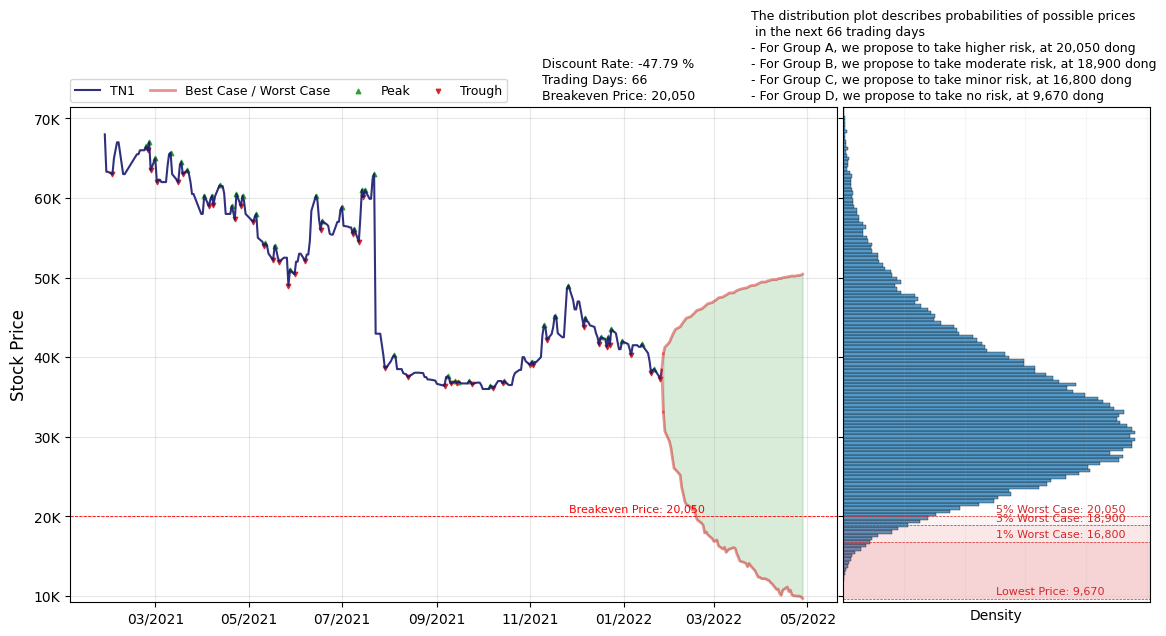 The distribution plot describes probabilities of possible prices
in the next 66 trading days
- For Group A, we propose to take higher risk, at 20,050 dong
- For Group B, we propose to take moderate risk, at 18,900 dong
- For Group C, we propose to take minor risk, at 16,800 dong
- For Group D, we propose to take no risk, at 9,670 dong
Discount Rate: -47.79 %
Trading Days: 66
Breakeven Price: 20,050
TN1
Best Case / Worst Case
Peak
Trough
Stock Price
70K
60K
50K
40K
30K
20K
10K
Breakeven Price: 20,050
5% Worst Case: 20,050
3% Worst Case: 18,900
1% Worst Case: 16,800
Lowest Price: 9,670
03/2021
05/2021
07/2021
09/2021
11/2021
01/2022
03/2022
05/2022
Density